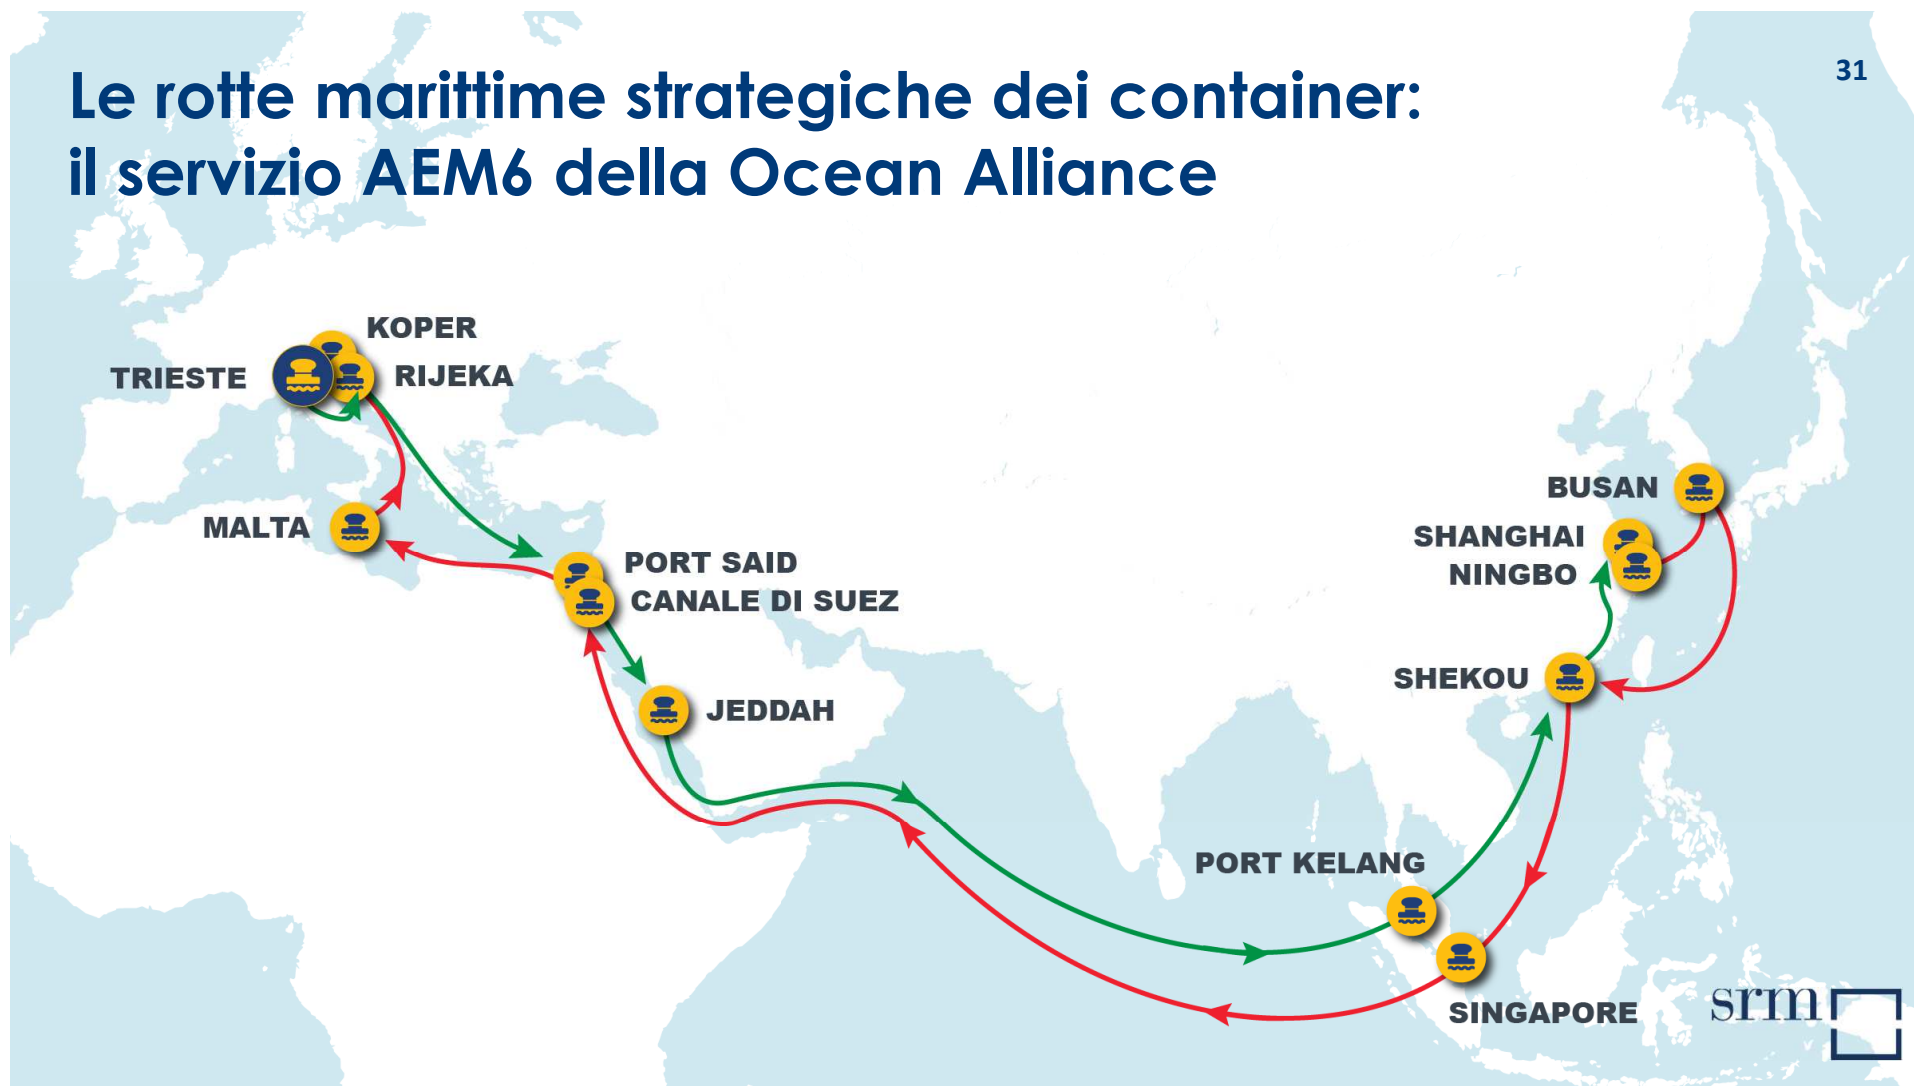 31
Le rotte marittime strategiche dei container:
il servizio AEM6 della Ocean Alliance
KOPER
TRIESTE
RIJEKA
MALTA
PORT SAID
CANALE DI SUEZ
JEDDAH
BUSAN
SHANGHAI
NINGBO
SHEKOU
PORT KELANG
SINGAPORE
srm